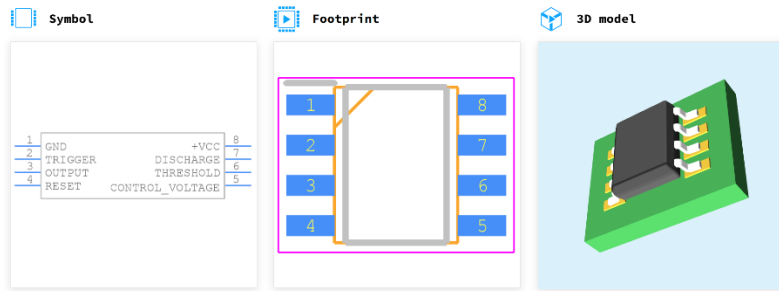 Symbol
1 GND +VCC 8
2 TRIGGER DISCHARGE 7
3 OUTPUT THRESHOLD 6
4 RESET CONTROL_VOLTAGE 5
Footprint
1 8
2 7
3 6
4 5
3D model